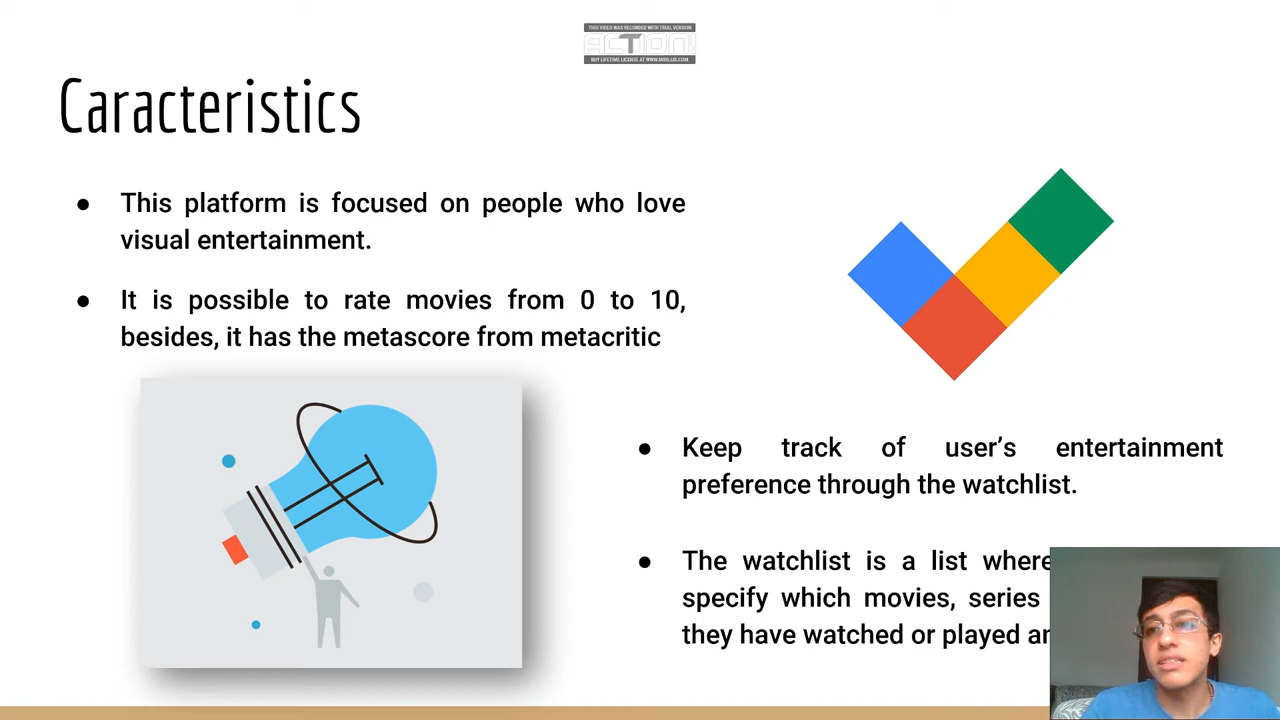 THIS VIDEO WAS RECORDED WITH TRIAL VERSION
ACTION!
BUY LIFETIME LICENSE AT WWW.MIRILLIS.COM
Caracteristics
● This platform is focused on people who love
visual entertainment.
● It is possible to rate movies from 0 to 10,
besides, it has the metascore from metacritic
● Keep track of user’s entertainment
preference through the watchlist.
● The watchlist is a list where
specify which movies, series
they have watched or played